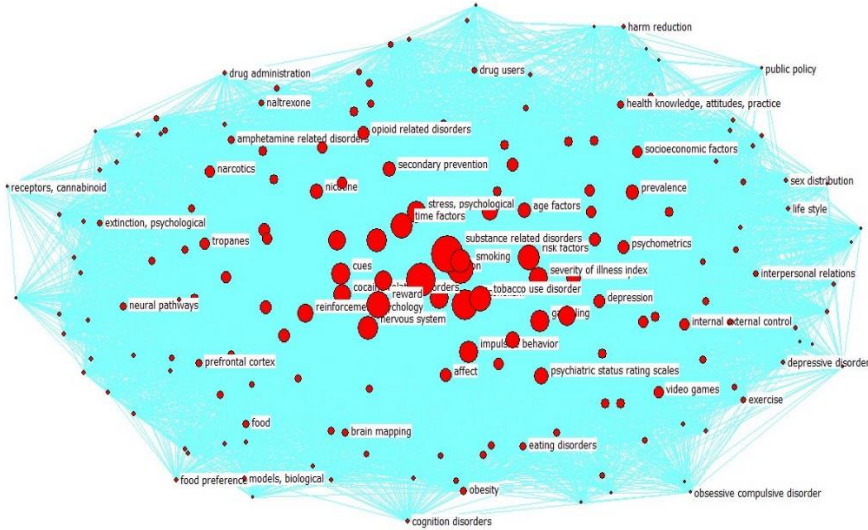 harm reduction
drug administration
drug users
public policy
naltrexone
health knowledge, attitudes, practice
opioid related disorders
amphetamine related disorders
socioeconomic factors
secondary prevention
narcotics
sex distribution
receptors, cannabinoid
nicotine
prevalence
stress, psychological
age factors
life style
time factors
extinction, psychological
substance related disorders
tropanes
risk factors
psychometrics
smoking
cues
severity of illness index
interpersonal relations
reward
tobacco use disorder
depression
neural pathways
nervous system
internal external control
impulsive behavior
prefrontal cortex
depressive disorder
affect
psychiatric status rating scales
video games
exercise
food
brain mapping
eating disorders
food preference
models, biological
obesity
obsessive compulsive disorder
cognition disorders